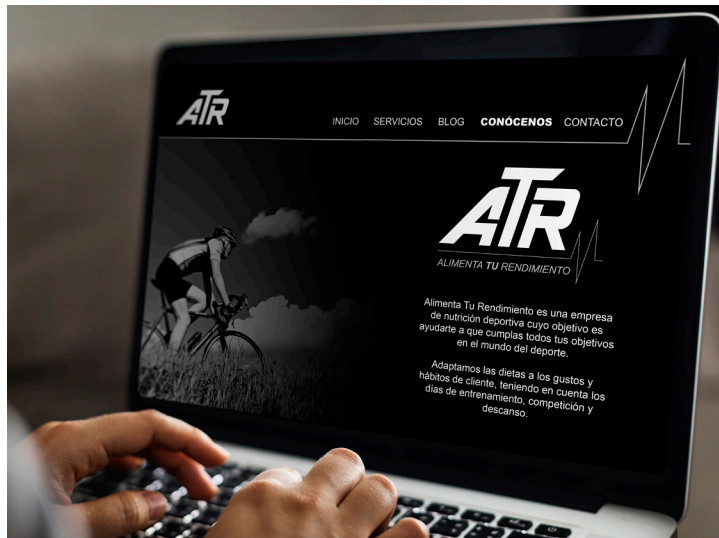 ATR
INICIO SERVICIOS BLOG CONÓCENOS CONTACTO
ATR
ALIMENTA TU RENDIMIENTO
Alimenta Tu Rendimiento es una empresa
de nutrición deportiva cuyo objetivo es
ayudarte a que cumplas todos tus objetivos
en el mundo del deporte.
Adaptamos las dietas a los gustos y
hábitos de cliente, teniendo en cuenta los
días de entrenamiento, competición y
descanso.